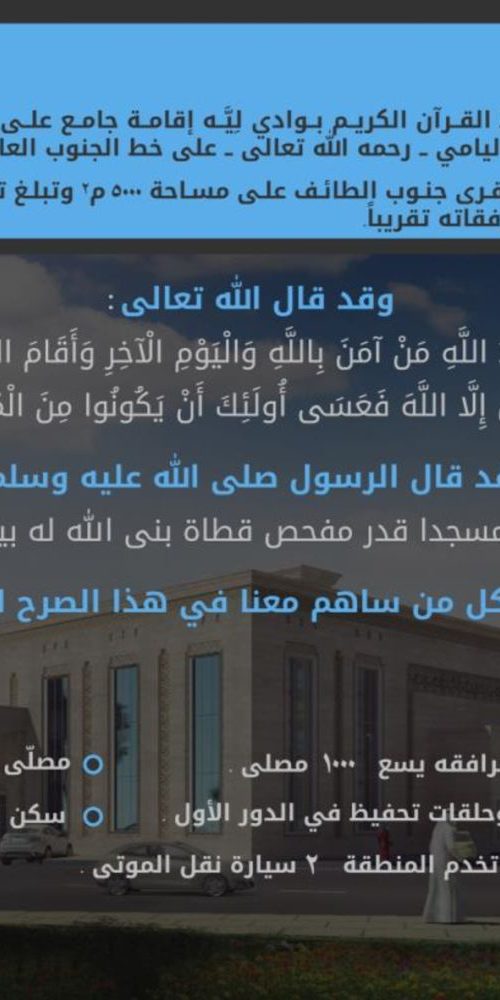 القرآن الكريم بوادي لِيَّه إقامة جامع على
اليامي ـ رحمه الله تعالى ـ على خط الجنوب العا
قرى جنوب الطائف على مساحة ٥٠٠٠ م٢ وتبلغ ت
فقاته تقريباً.
وقد قال الله تعالى :
اللَّهِ مَنْ آمَنَ بِاللَّهِ وَالْيَوْمِ الْآخِرِ وَأَقَامَ ال
إِلَّا اللَّهَ فَعَسَى أُولَئِكَ أَنْ يَكُونُوا مِنَ الْمُ
قد قال الرسول صلى الله عليه وسلم
مسجدا قدر مفحص قطاة بنى الله له بي
كل من ساهم معنا في هذا الصرح ا
رافقه يسع ١٠٠٠ مصلى . مصلّى
وحلقات تحفيظ في الدور الأول . سكن
تخدم المنطقة ٢ سيارة نقل الموتى .